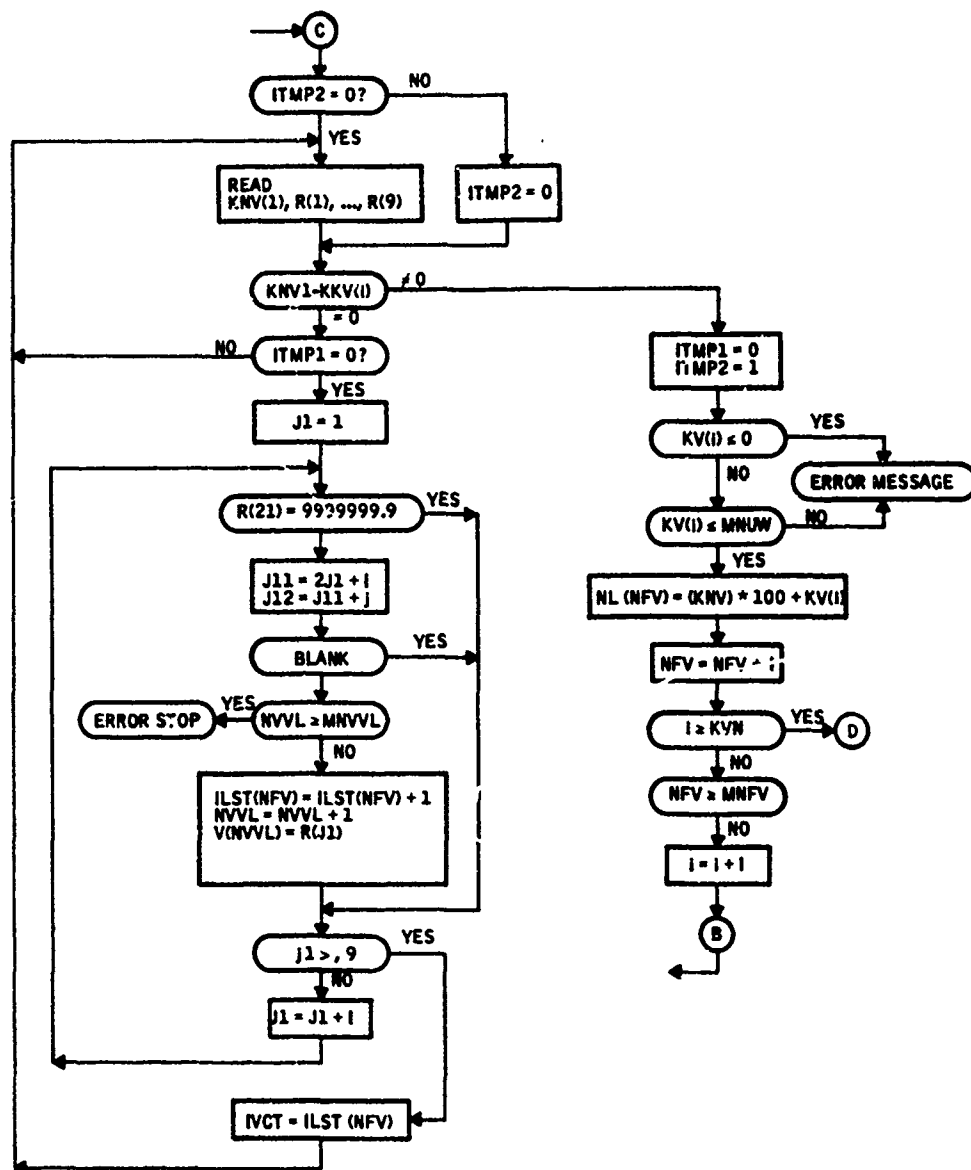 C
ITMP2 = 0?
NO
YES
READ
KNV(1), R(1), ..., R(9)
ITMP2 = 0
KNV1-KKV(I)
≠ 0
= 0
ITMP1 = 0?
NO
YES
J1 = 1
R(21) = 9999999.9
YES
J11 = 2J1 + i
J12 = J11 + j
BLANK
YES
NVVL ≥ MNVVL
YES
ERROR STOP
NO
ILST(NFV) = ILST(NFV) + 1
NVVL = NVVL + 1
V(NVVL) = R(J1)
j1 >, 9
YES
NO
J1 = J1 + i
IVCT = ILST (NFV)
ITMP1 = 0
ITMP2 = 1
KV(i) ≤ 0
YES
NO
ERROR MESSAGE
KV(i) ≤ MNUW
NO
YES
NL (NFV) = (KNV) * 100 + KV(i)
NFV = NFV
i ≥ KVN
YES
D
NO
NFV ≥ MNFV
NO
i = i + i
B